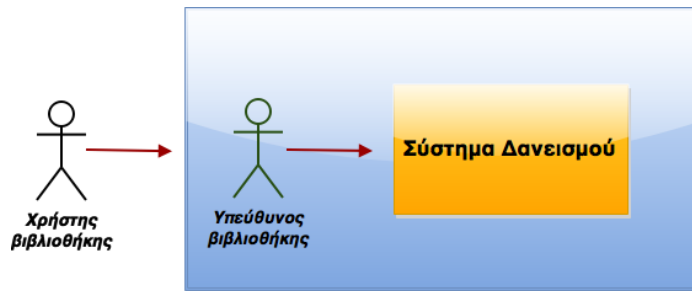 Σύστημα Δανεισμού
Χρήστης
βιβλιοθήκης
Υπεύθυνος
βιβλιοθήκης